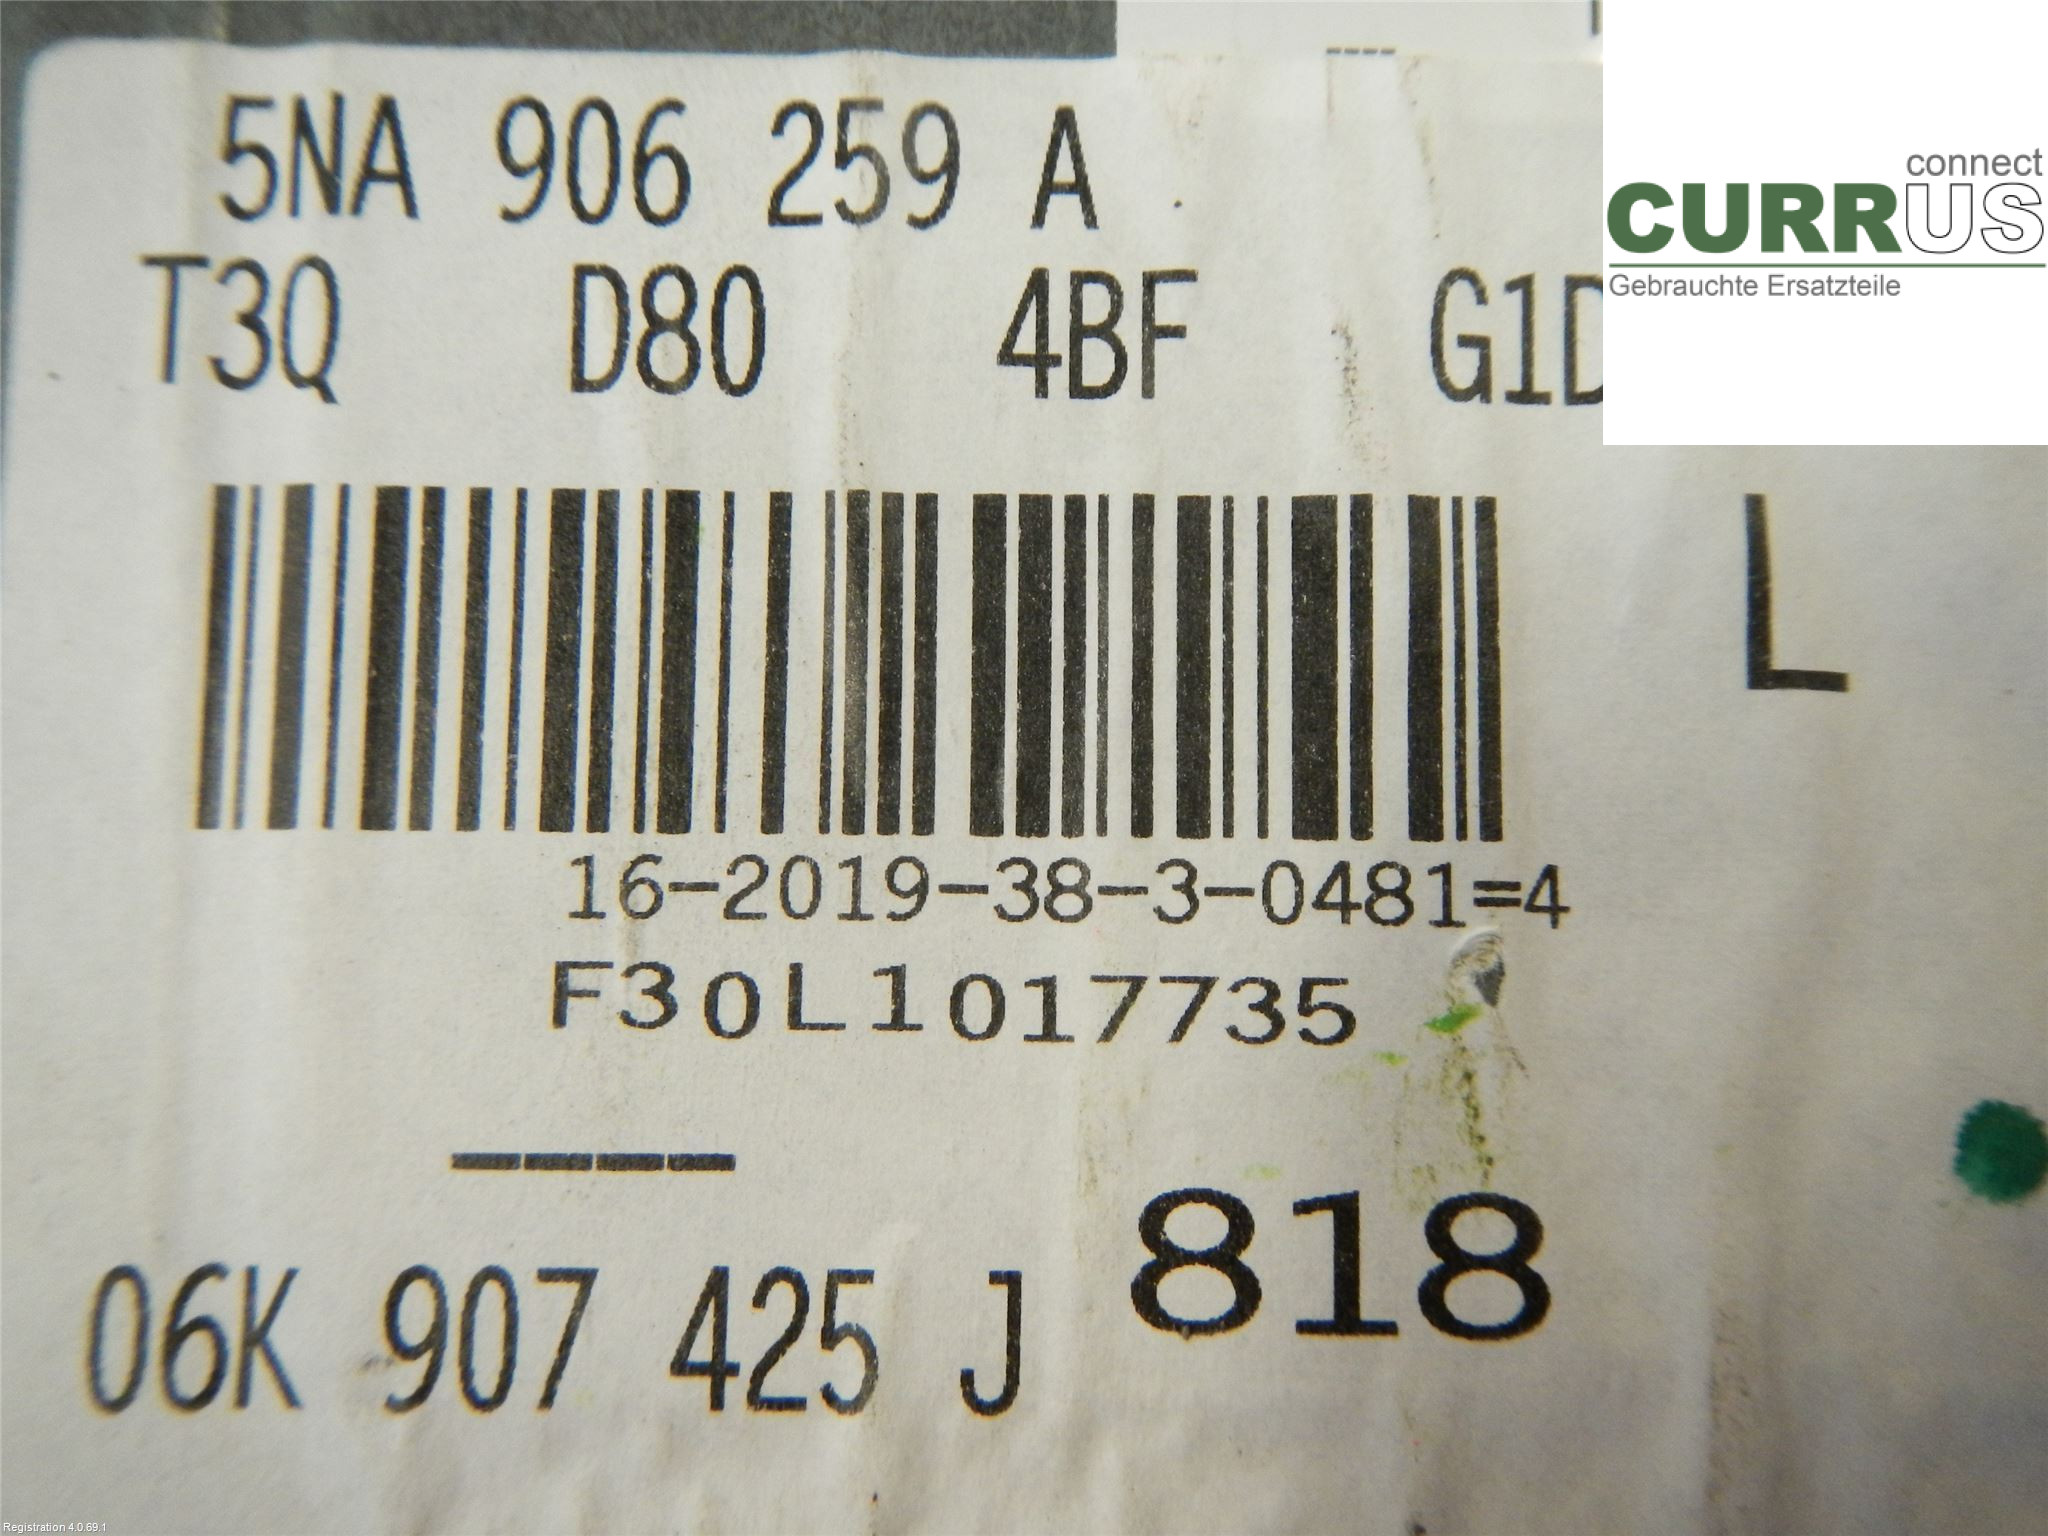 5NA 906 259 A
connect
CURRUS
Gebrauchte Ersatzteile
T3Q D80 4BF G1D
L
16-2019-38-3-0481=4
F30L1017735
----
06K 907 425 J 818
Registration 4.0.69.1